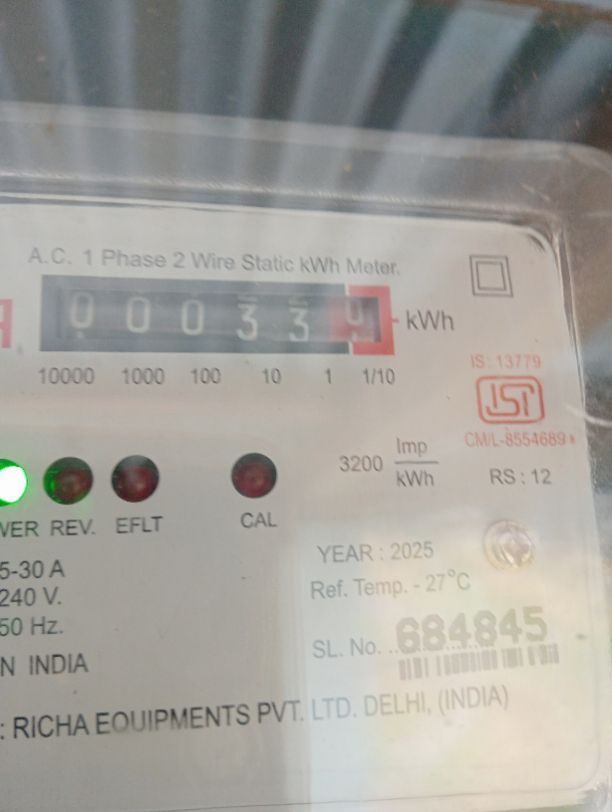 A.C. 1 Phase 2 Wire Static kWh Meter.
0 0 0 3 3 kWh
10000 1000 100 10 1 1/10
IS : 13779
ISI
CM/L-8554689
3200 Imp/kWh
RS : 12
WER REV. EFLT CAL
5-30 A
240 V.
50 Hz.
N INDIA
YEAR : 2025
Ref. Temp. - 27°C
SL. No. 684845
: RICHA EQUIPMENTS PVT. LTD. DELHI, (INDIA)